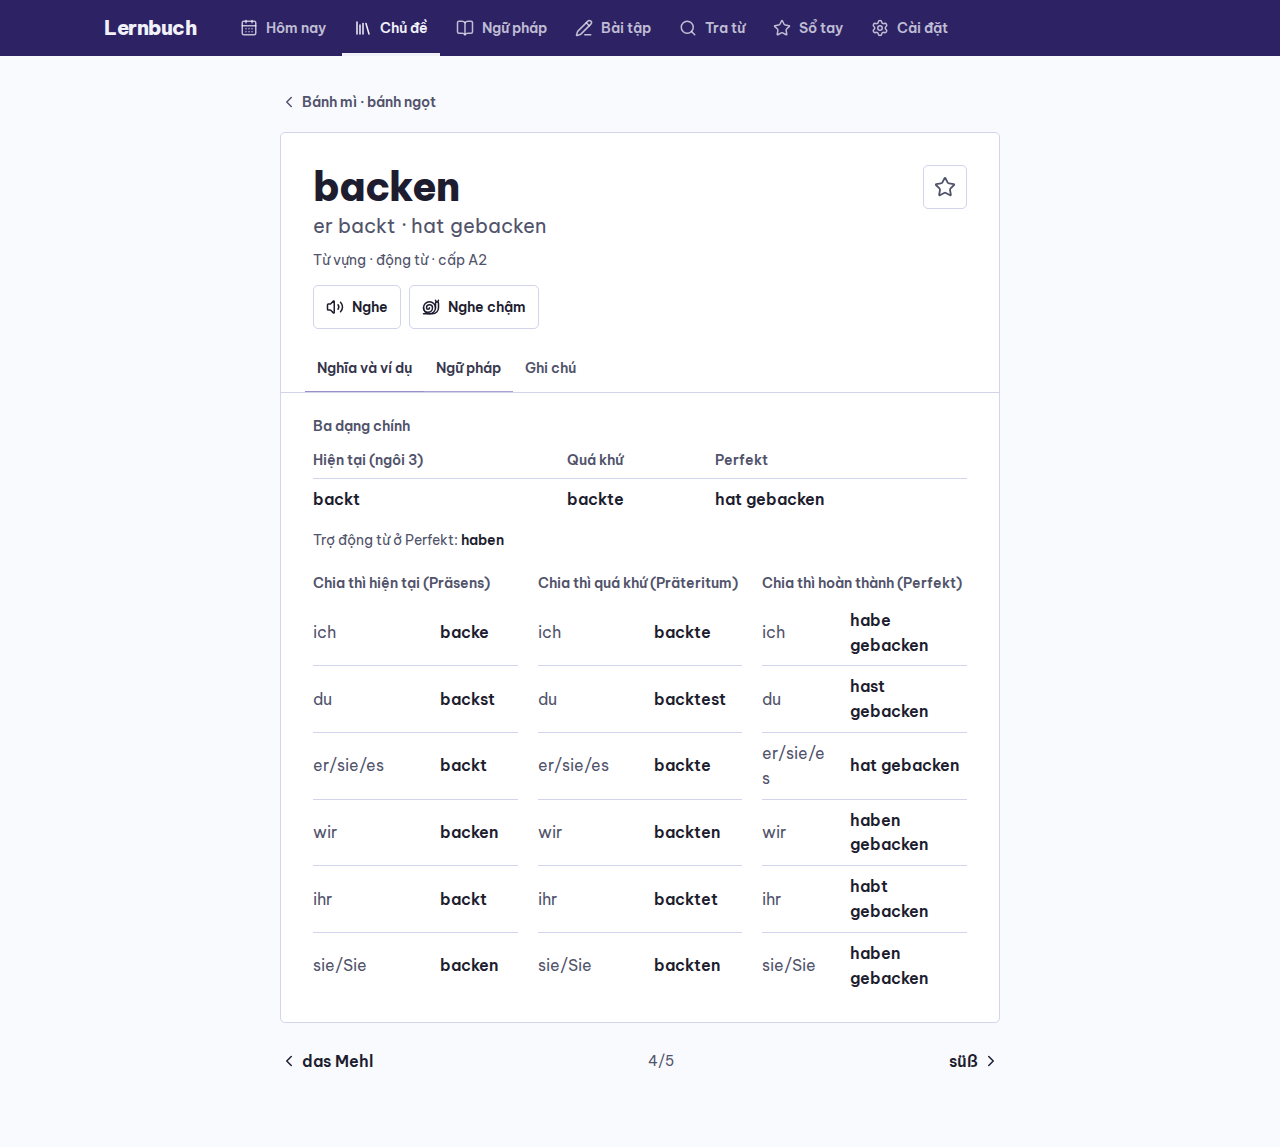 Lernbuch Hôm nay Chủ đề Ngữ pháp Bài tập Tra từ Sổ tay Cài đặt
Bánh mì · bánh ngọt
backen
er backt · hat gebacken
Từ vựng · động từ · cấp A2
Nghe Nghe chậm
Nghĩa và ví dụ Ngữ pháp Ghi chú
Ba dạng chính
Hiện tại (ngôi 3) Quá khứ Perfekt
backt backte hat gebacken
Trợ động từ ở Perfekt: haben
Chia thì hiện tại (Präsens) Chia thì quá khứ (Präteritum) Chia thì hoàn thành (Perfekt)
ich backe ich backte ich habe gebacken
du backst du backtest du hast gebacken
er/sie/es backt er/sie/es backte er/sie/es hat gebacken
wir backen wir backten wir haben gebacken
ihr backt ihr backtet ihr habt gebacken
sie/Sie backen sie/Sie backten sie/Sie haben gebacken
das Mehl 4/5 süß